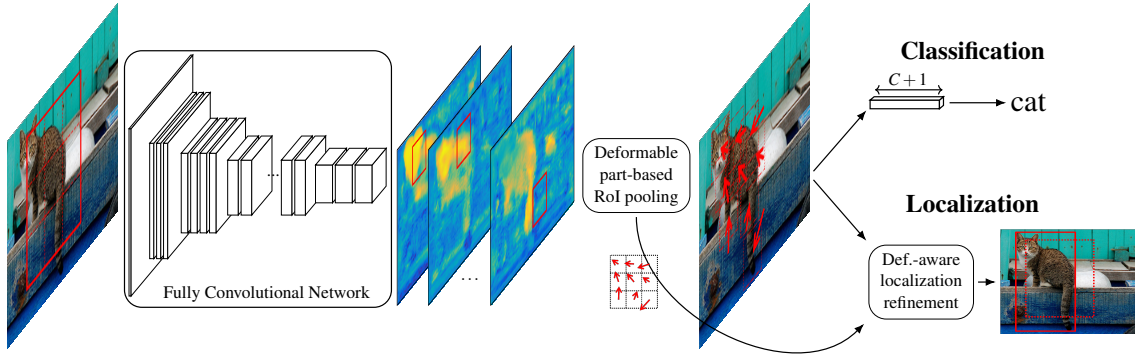 Classification
C + 1
cat
Deformable
part-based
RoI pooling
...
...
Fully Convolutional Network
Localization
Def.-aware
localization
refinement